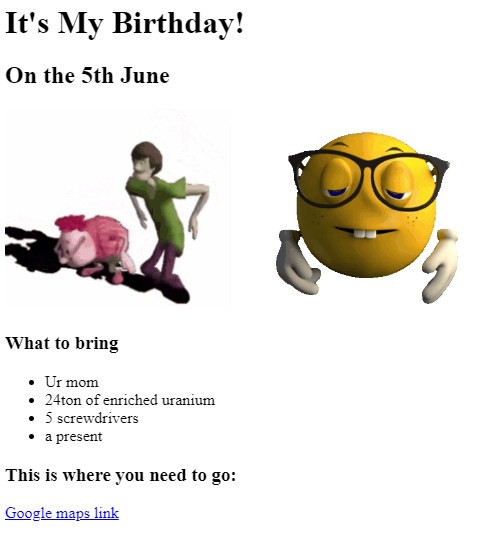 It's My Birthday!
On the 5th June
What to bring
Ur mom
24ton of enriched uranium
5 screwdrivers
a present
This is where you need to go:
Google maps link